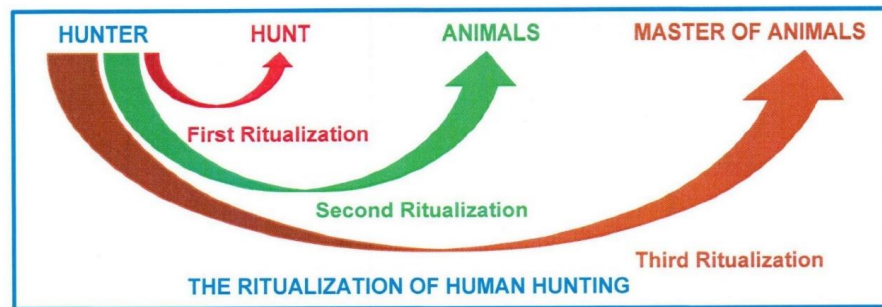 HUNTER HUNT ANIMALS MASTER OF ANIMALS
First Ritualization
Second Ritualization
Third Ritualization
THE RITUALIZATION OF HUMAN HUNTING